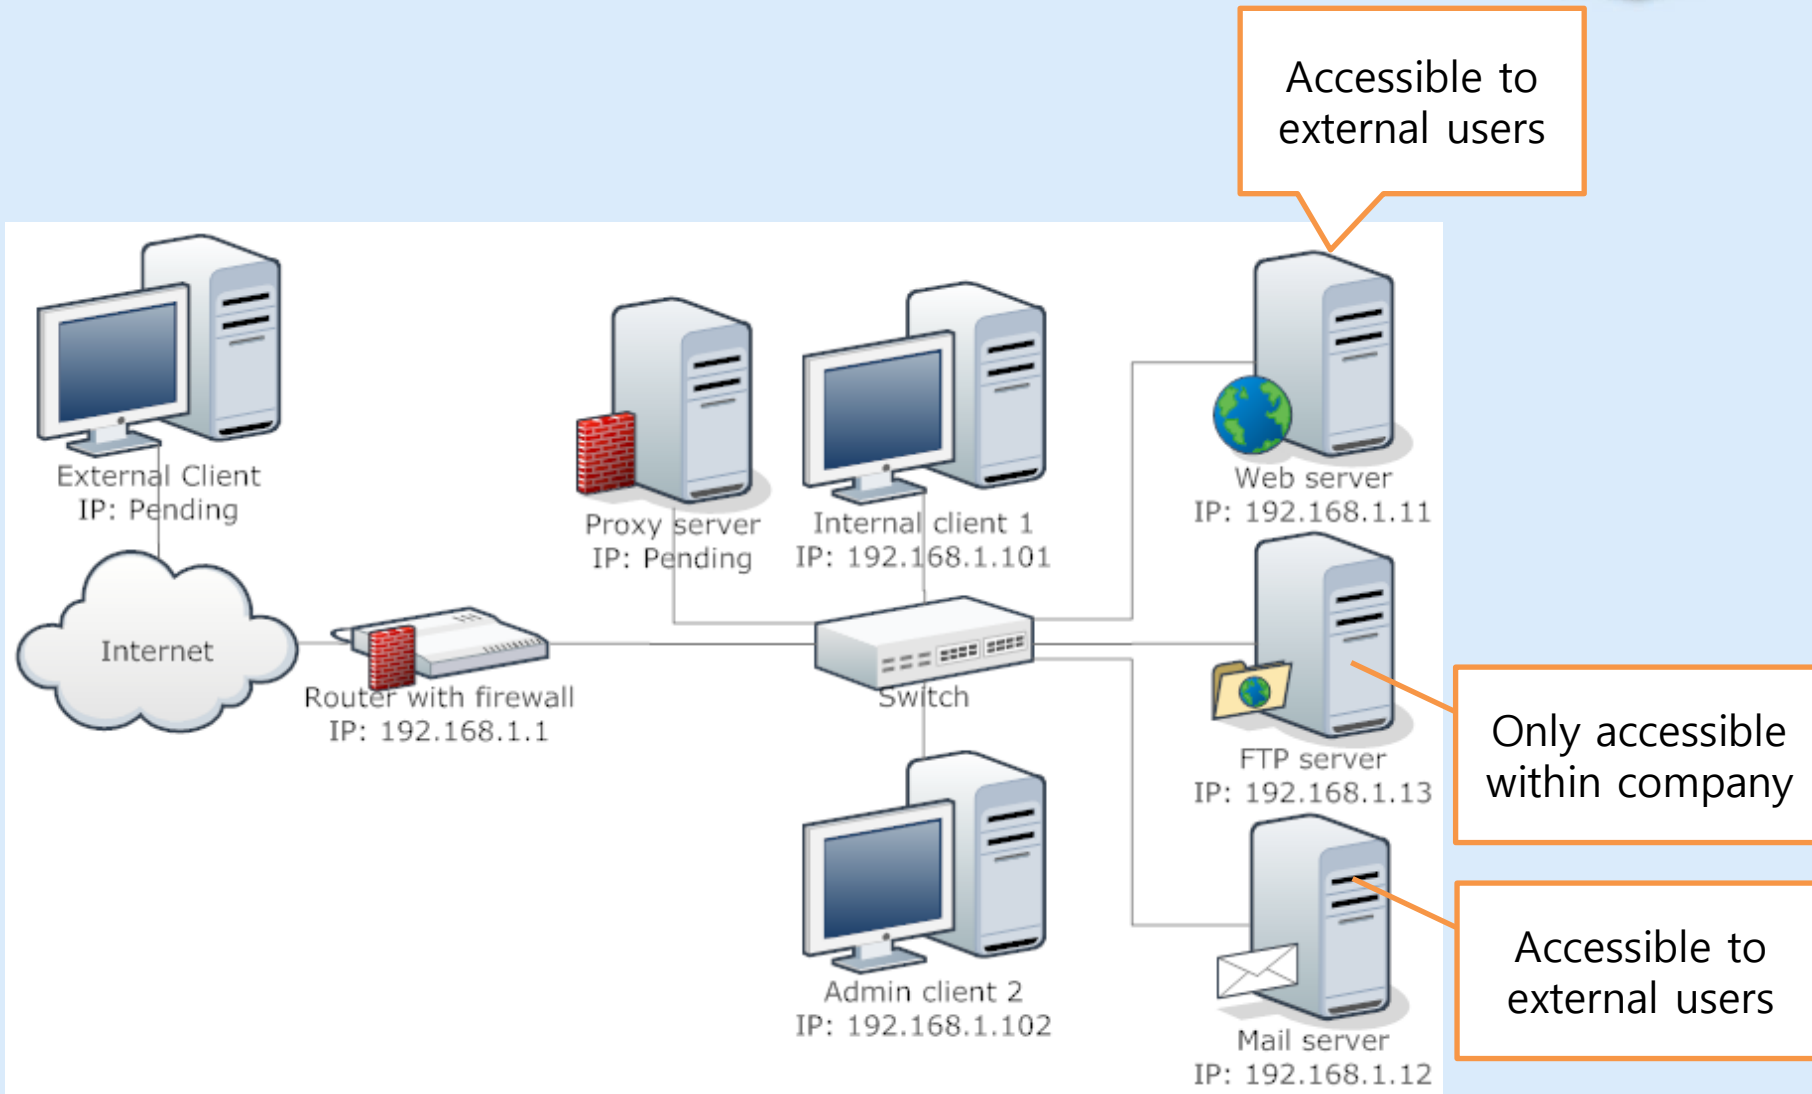 Accessible to
external users
External Client
IP: Pending
Proxy server
IP: Pending
Internal client 1
IP: 192.168.1.101
Web server
IP: 192.168.1.11
Internet
Router with firewall
IP: 192.168.1.1
Switch
FTP server
IP: 192.168.1.13
Only accessible
within company
Admin client 2
IP: 192.168.1.102
Mail server
IP: 192.168.1.12
Accessible to
external users